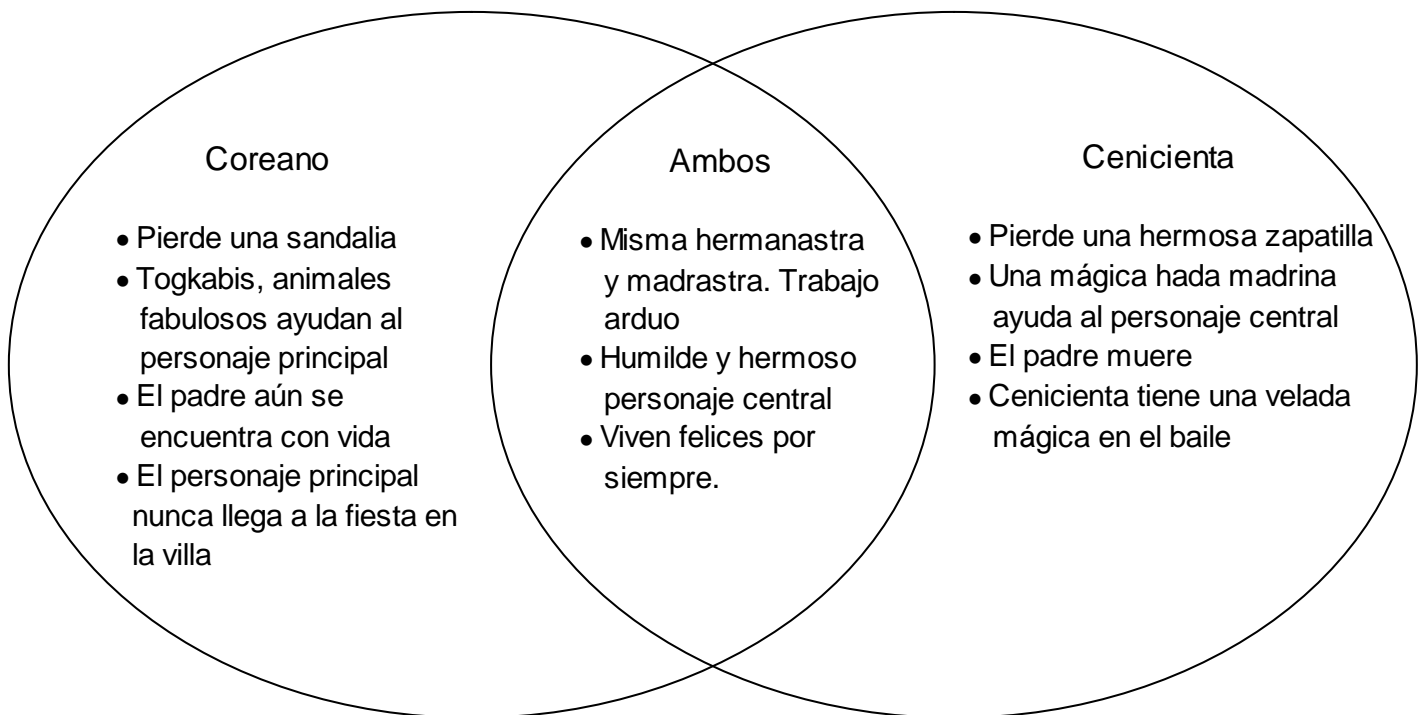 Coreano
• Pierde una sandalia
• Togkabis, animales
fabulosos ayudan al
personaje principal
• El padre aún se
encuentra con vida
• El personaje principal
nunca llega a la fiesta en
la villa
Ambos
• Misma hermanastra
y madrastra. Trabajo
arduo
• Humilde y hermoso
personaje central
• Viven felices por
siempre.
Cenicienta
• Pierde una hermosa zapatilla
• Una mágica hada madrina
ayuda al personaje central
• El padre muere
• Cenicienta tiene una velada
mágica en el baile